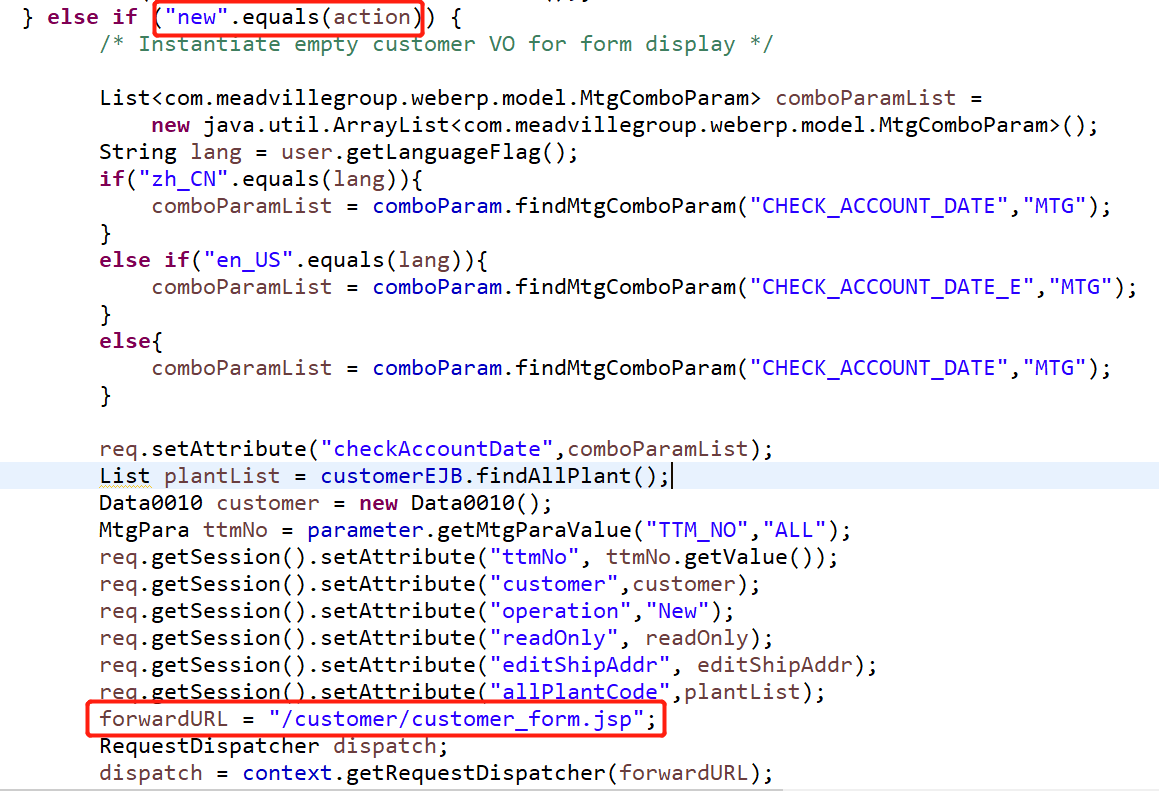 } else if ("new".equals(action)) {
/* Instantiate empty customer VO for form display */
List<com.meadvillegroup.weberp.model.MtgComboParam> comboParamList =
new java.util.ArrayList<com.meadvillegroup.weberp.model.MtgComboParam>();
String lang = user.getLanguageFlag();
if("zh_CN".equals(lang)){
comboParamList = comboParam.findMtgComboParam("CHECK_ACCOUNT_DATE","MTG");
}
else if("en_US".equals(lang)){
comboParamList = comboParam.findMtgComboParam("CHECK_ACCOUNT_DATE_E","MTG");
}
else{
comboParamList = comboParam.findMtgComboParam("CHECK_ACCOUNT_DATE","MTG");
}
req.setAttribute("checkAccountDate",comboParamList);
List plantList = customerEJB.findAllPlant();
Data0010 customer = new Data0010();
MtgPara ttmNo = parameter.getMtgParaValue("TTM_NO","ALL");
req.getSession().setAttribute("ttmNo", ttmNo.getValue());
req.getSession().setAttribute("customer",customer);
req.getSession().setAttribute("operation","New");
req.getSession().setAttribute("readOnly", readOnly);
req.getSession().setAttribute("editShipAddr", editShipAddr);
req.getSession().setAttribute("allPlantCode",plantList);
forwardURL = "/customer/customer_form.jsp";
RequestDispatcher dispatch;
dispatch = context.getRequestDispatcher(forwardURL);